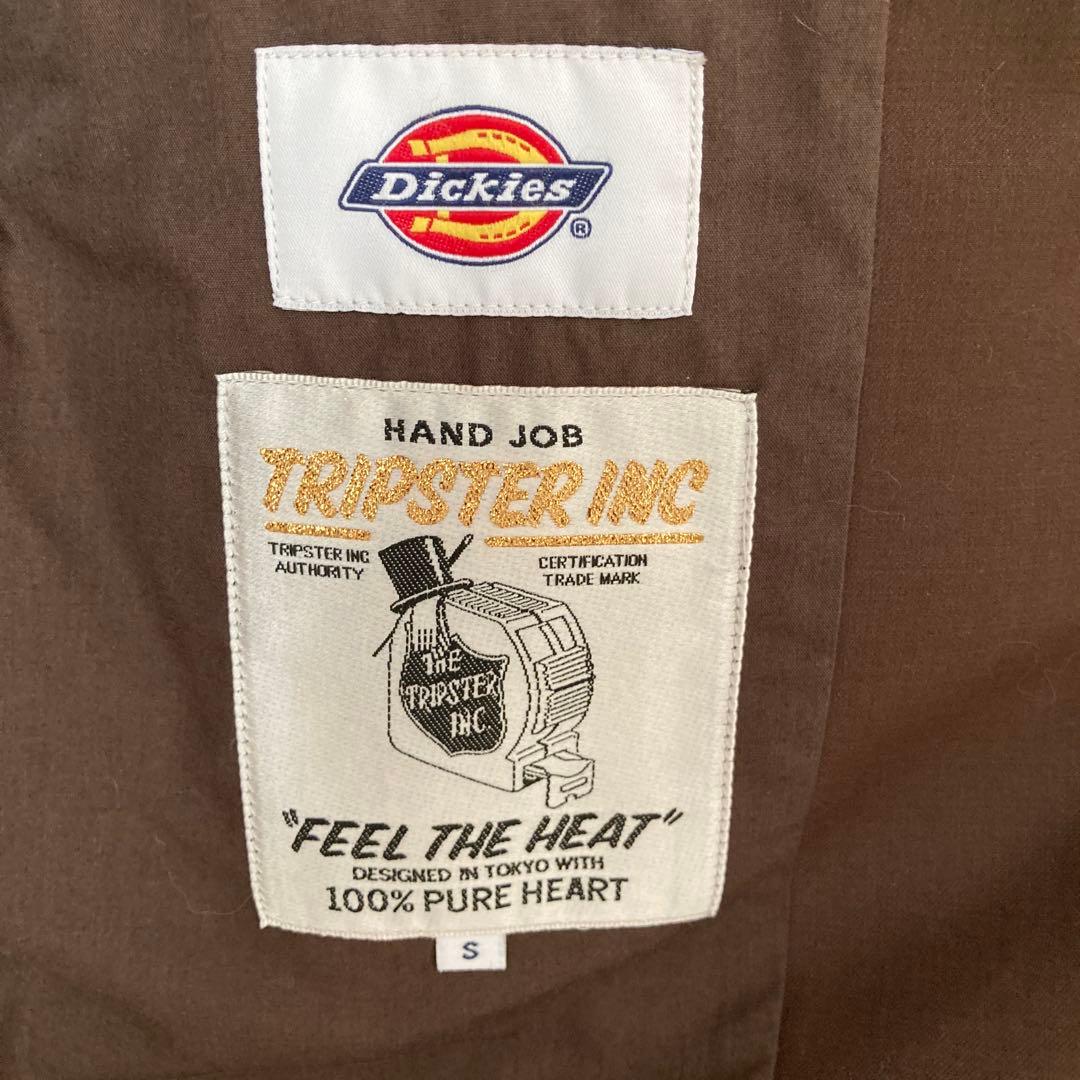 Dickies
®
HAND JOB
TRIPSTER INC
TRIPSTER INC
AUTHORITY
CERTIFICATION
TRADE MARK
THE
TRIPSTER
INC
"FEEL THE HEAT"
DESIGNED IN TOKYO WITH
100% PURE HEART
S